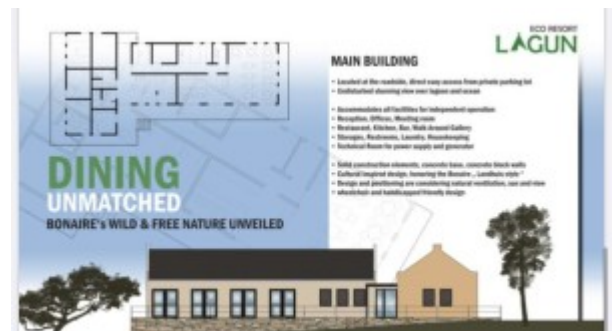 ECO RESORT
LAGUN
MAIN BUILDING
- Located at the roadside, direct easy access from private parking lot
- Undisturbed stunning view over lagoon and ocean
- Accommodates all facilities for independent operation
- Reception, Offices, Meeting room
- Restaurant, Kitchen, Bar, Walk Around Gallery
- Storages, Restrooms, Laundry, Housekeeping
- Technical Room for power supply and generator
- Solid construction elements, concrete base, concrete block walls
- Cultural inspired design, honoring the Bonaire „ Landhuis style "
- Design and positioning are considering natural ventilation, sun and view
- wheelchair and handicapped friendly design
DINING
UNMATCHED
BONAIRE's WILD & FREE NATURE UNVEILED